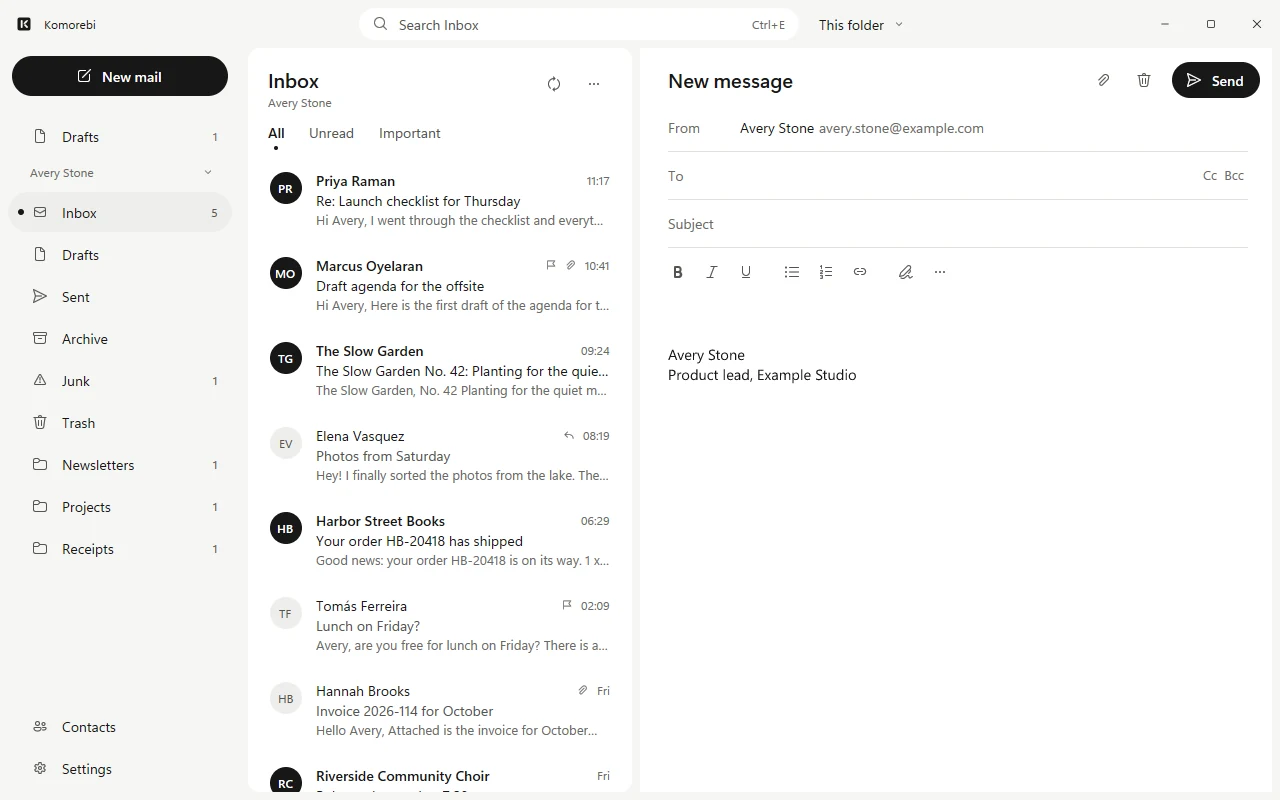 Komorebi
Search Inbox
Ctrl+E
This folder
New mail
Drafts
1
Avery Stone
Inbox
5
Drafts
Sent
Archive
Junk
1
Trash
Newsletters
1
Projects
1
Receipts
1
Contacts
Settings
Inbox
Avery Stone
All
Unread
Important
PR
Priya Raman
11:17
Re: Launch checklist for Thursday
Hi Avery, I went through the checklist and everyt...
MO
Marcus Oyelaran
10:41
Draft agenda for the offsite
Hi Avery, Here is the first draft of the agenda for t...
TG
The Slow Garden
09:24
The Slow Garden No. 42: Planting for the quie...
The Slow Garden, No. 42 Planting for the quiet m...
EV
Elena Vasquez
08:19
Photos from Saturday
Hey! I finally sorted the photos from the lake. The...
HB
Harbor Street Books
06:29
Your order HB-20418 has shipped
Good news: your order HB-20418 is on its way. 1 x...
TF
Tomás Ferreira
02:09
Lunch on Friday?
Avery, are you free for lunch on Friday? There is a...
HB
Hannah Brooks
Fri
Invoice 2026-114 for October
Hello Avery, Attached is the invoice for October...
RC
Riverside Community Choir
Fri
New message
Send
From
Avery Stone avery.stone@example.com
To
Cc Bcc
Subject
B I U
Avery Stone
Product lead, Example Studio